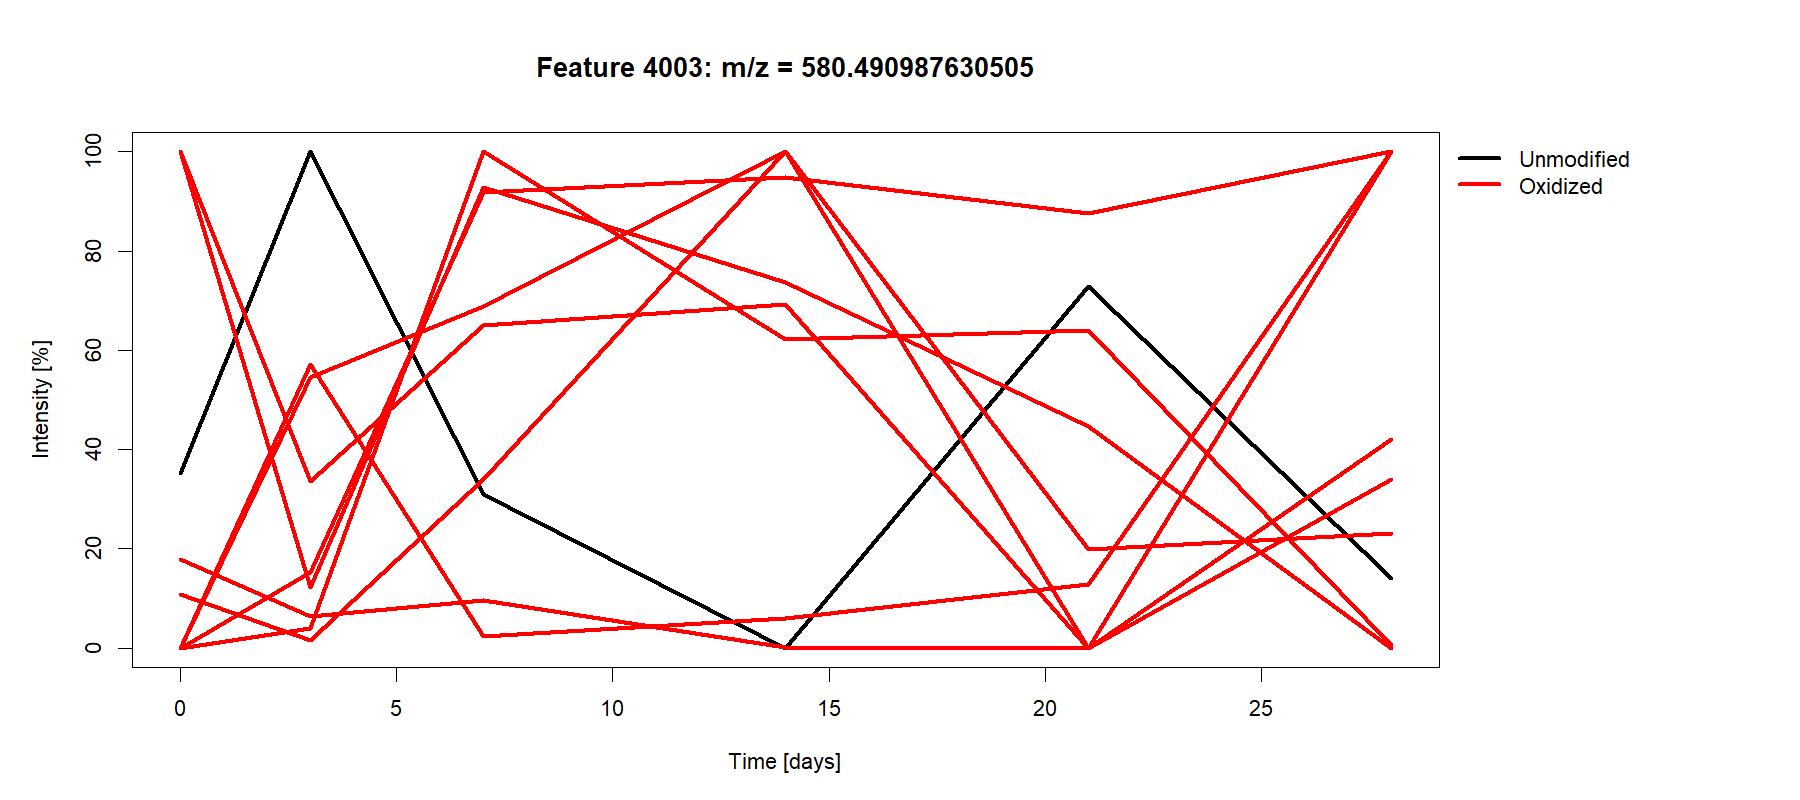 Feature 4003: m/z = 580.490987630505
Unmodified
Oxidized
Intensity [%]
100
80
60
40
20
0
0 5 10 15 20 25
Time [days]